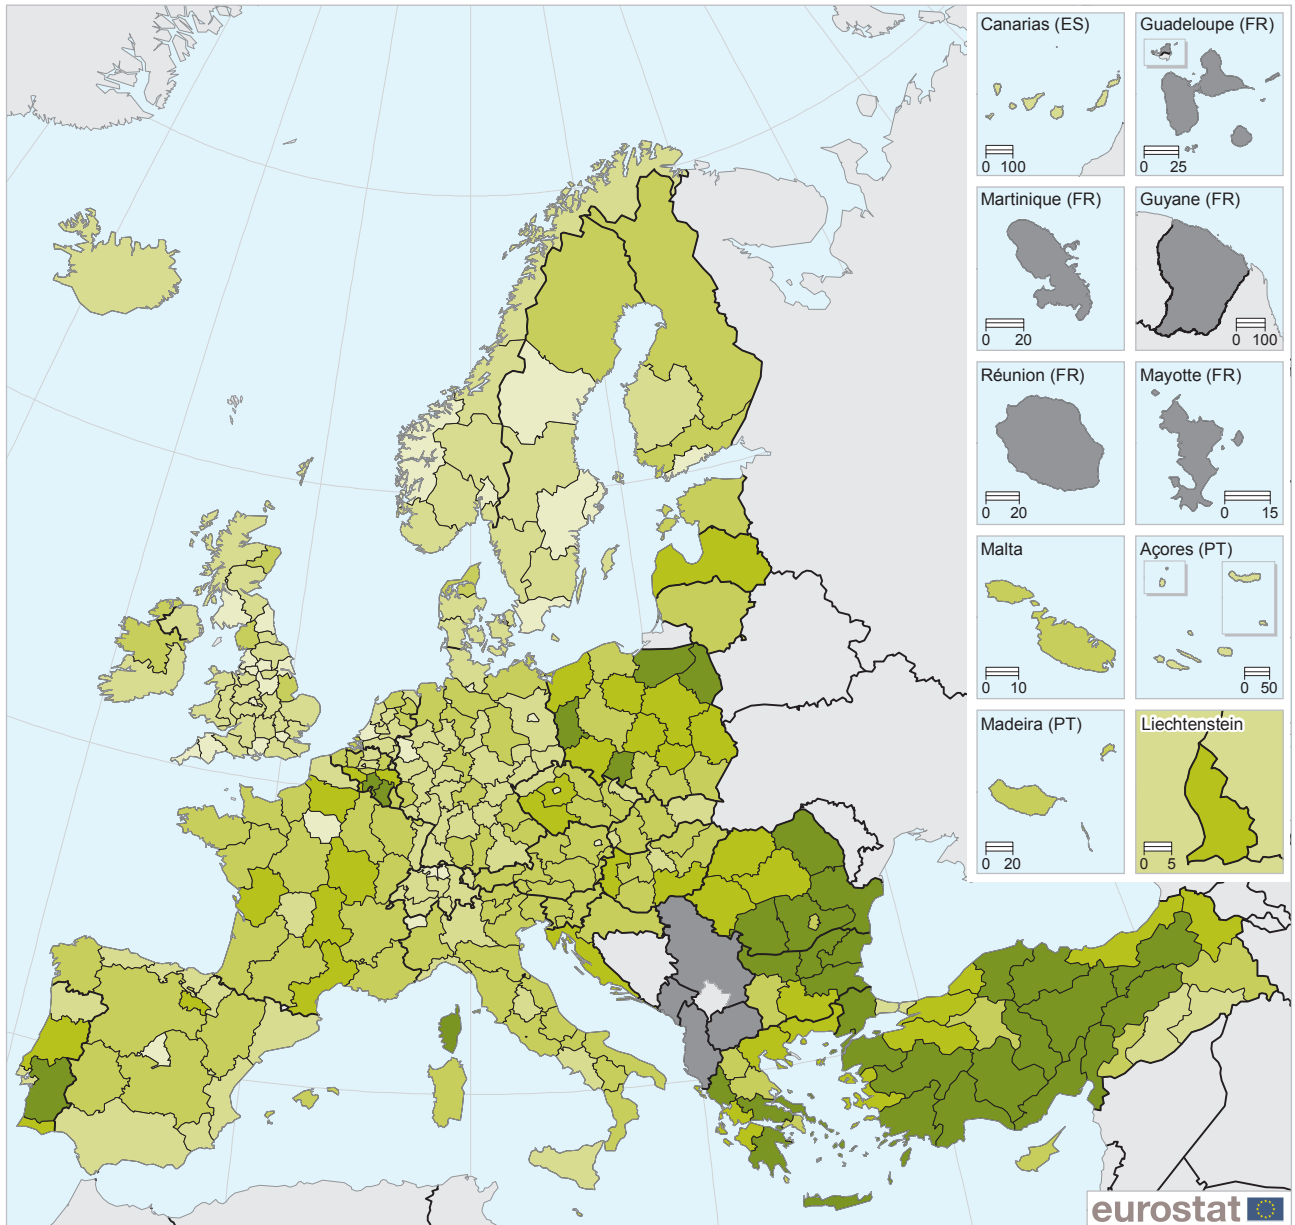 Canarias (ES)
0 100
Guadeloupe (FR)
0 25
Martinique (FR)
0 20
Guyane (FR)
0 100
Réunion (FR)
0 20
Mayotte (FR)
0 15
Malta
0 10
Açores (PT)
0 50
Madeira (PT)
0 20
Liechtenstein
0 5
eurostat